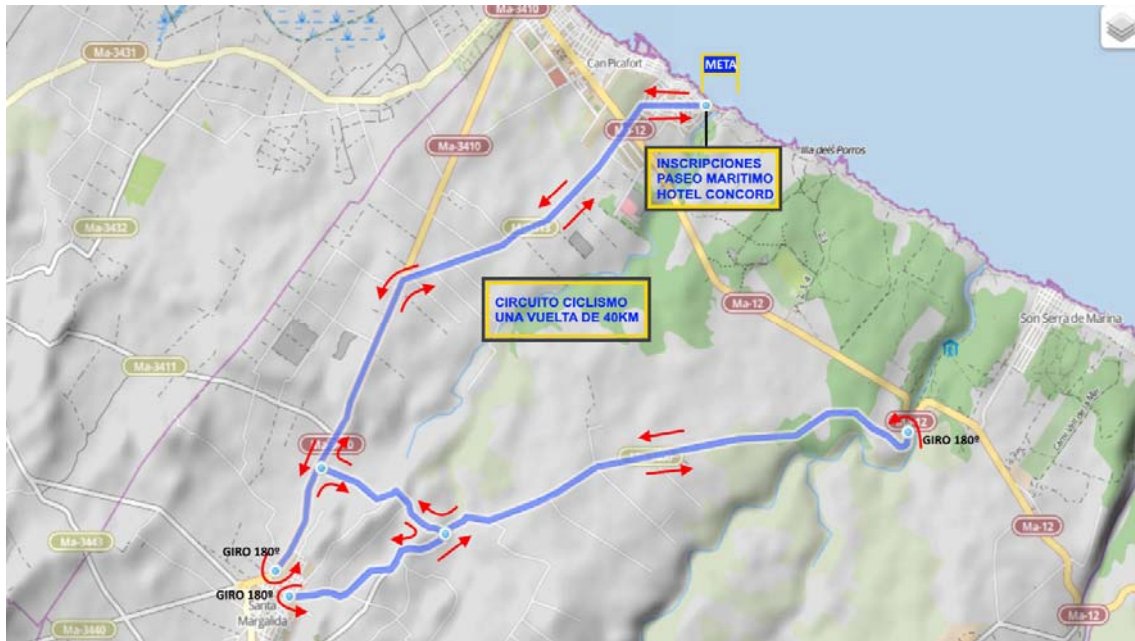 Ma-3410
Ma-3431
Can Picafort
META
Ma-12
Ma-3410
Illa dels Porros
INSCRIPCIONES
PASEO MARITIMO
HOTEL CONCORD
Ma-3432
CIRCUITO CICLISMO
UNA VUELTA DE 40KM
Ma-12
Son Serra de Marina
Ma-3411
GIRO 180º
Ma-12
Ma-3443
GIRO 180º
GIRO 180º
Santa
Margalida
Ma-12
Ma-3440